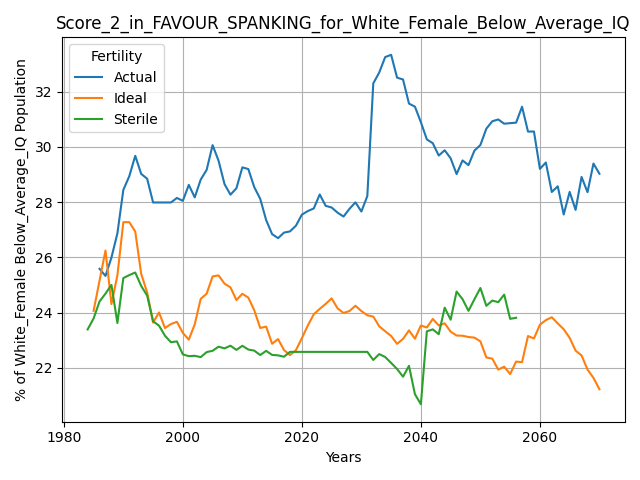 Score_2_in_FAVOUR_SPANKING_for_White_Female_Below_Average_IQ
Fertility
Actual
Ideal
Sterile
% of White_Female Below_Average_IQ Population
32
30
28
26
24
22
1980
2000
2020
2040
2060
Years